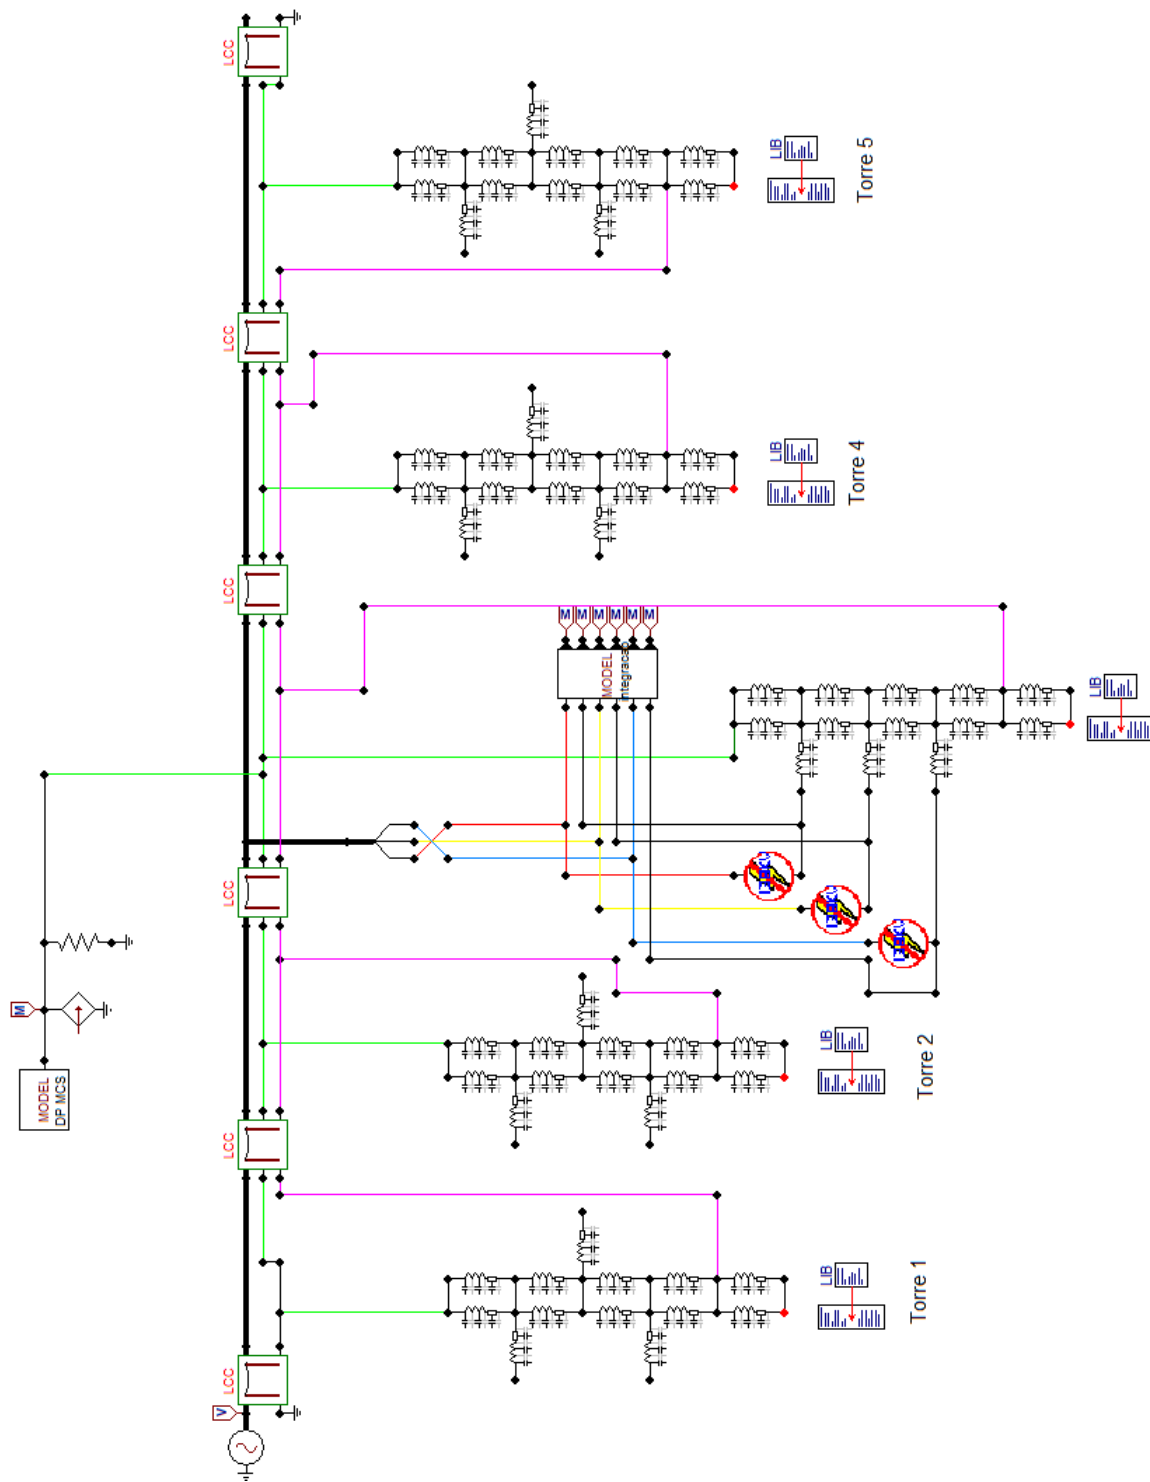 LCC
Torre 5
LIB
LCC
Torre 4
LIB
LCC
M
M
M
M
M
M
MODEL
integracao
LIB
LCC
M
MODEL
DP MCS
Torre 2
LIB
LCC
Torre 1
LIB
LCC
V